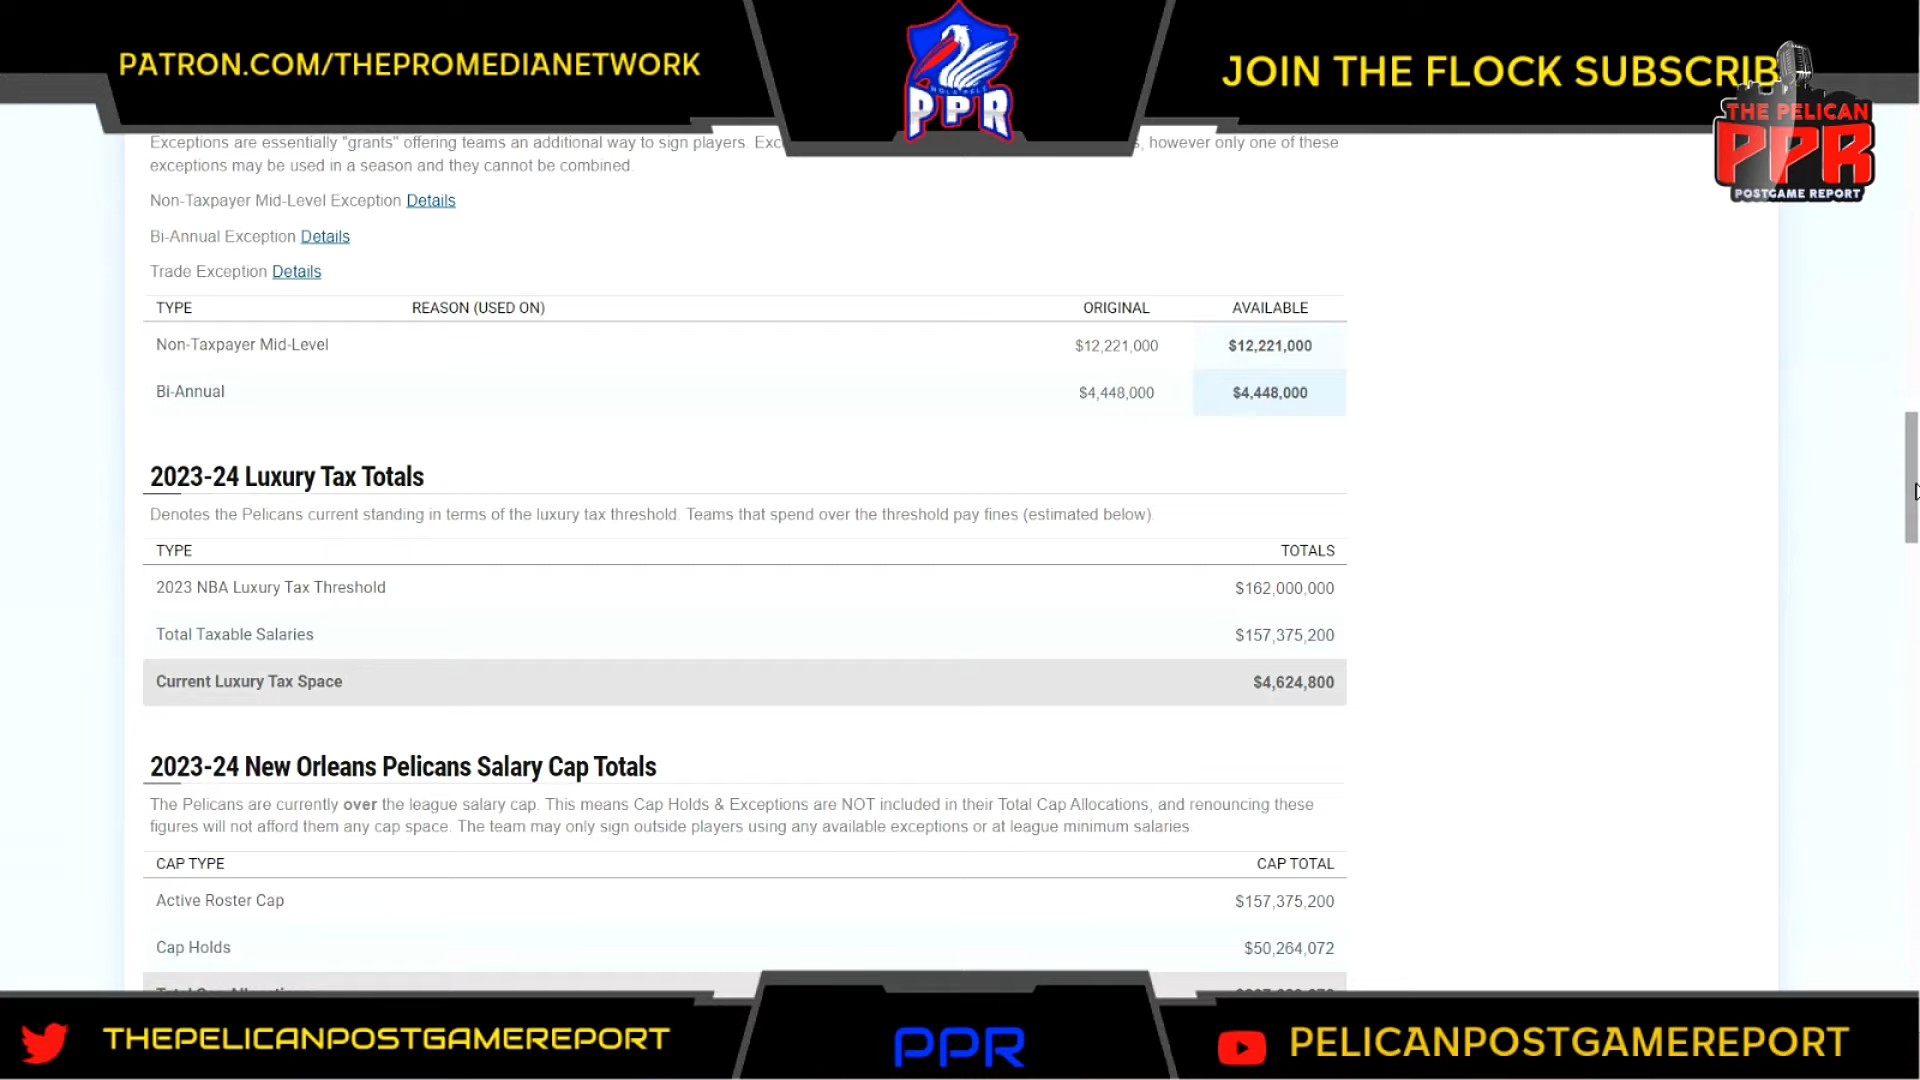 PATRON.COM/THEPROMEDIANETWORK
NOLA PELS
PPR
JOIN THE FLOCK SUBSCRIB
THE PELICAN
PPR
POSTGAME REPORT
Exceptions are essentially "grants" offering teams an additional way to sign players. Exc s, however only one of these
exceptions may be used in a season and they cannot be combined.
Non-Taxpayer Mid-Level Exception Details
Bi-Annual Exception Details
Trade Exception Details
TYPE REASON (USED ON) ORIGINAL AVAILABLE
Non-Taxpayer Mid-Level $12,221,000 $12,221,000
Bi-Annual $4,448,000 $4,448,000
2023-24 Luxury Tax Totals
Denotes the Pelicans current standing in terms of the luxury tax threshold. Teams that spend over the threshold pay fines (estimated below).
TYPE TOTALS
2023 NBA Luxury Tax Threshold $162,000,000
Total Taxable Salaries $157,375,200
Current Luxury Tax Space $4,624,800
2023-24 New Orleans Pelicans Salary Cap Totals
The Pelicans are currently over the league salary cap. This means Cap Holds & Exceptions are NOT included in their Total Cap Allocations, and renouncing these
figures will not afford them any cap space. The team may only sign outside players using any available exceptions or at league minimum salaries
CAP TYPE CAP TOTAL
Active Roster Cap $157,375,200
Cap Holds $50,264,072
THEPELICANPOSTGAMEREPORT
PPR
PELICANPOSTGAMEREPORT